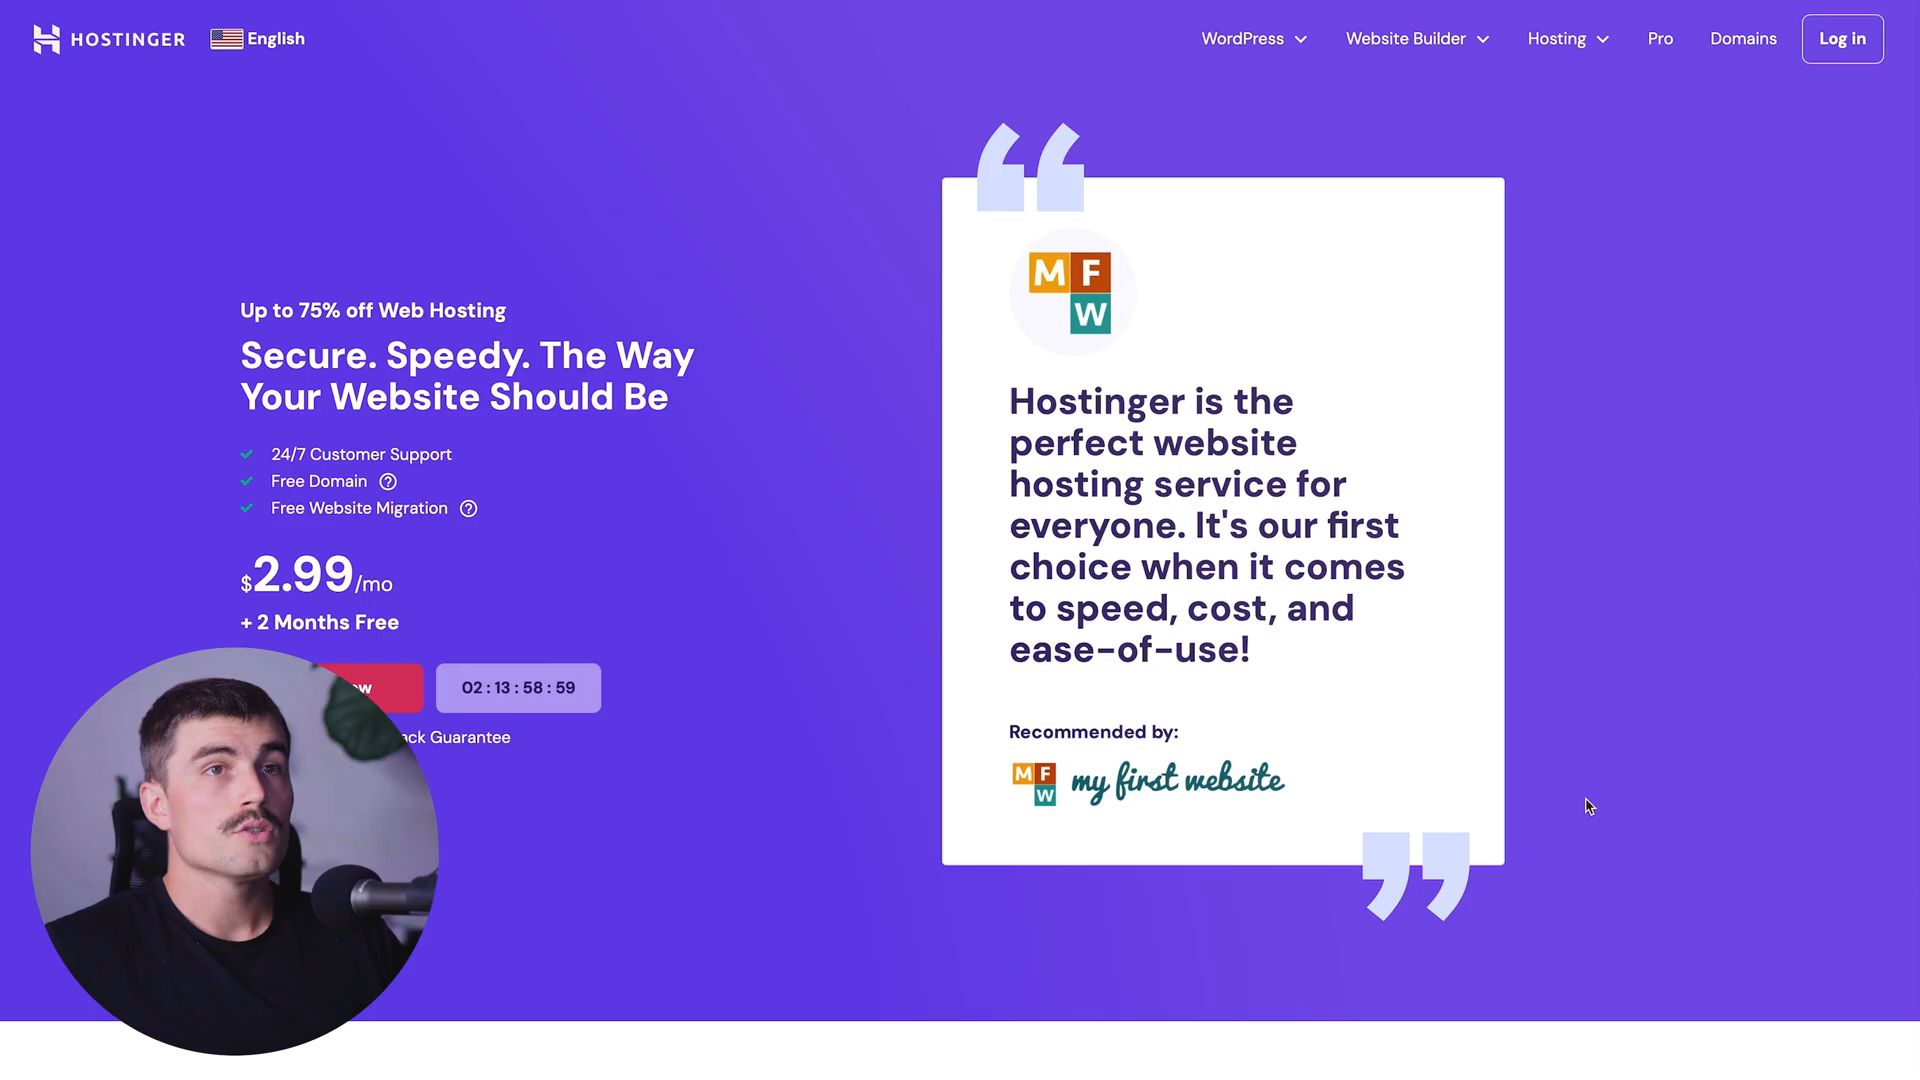 HOSTINGER
English
WordPress
Website Builder
Hosting
Pro
Domains
Log in
Up to 75% off Web Hosting
Secure. Speedy. The Way
Your Website Should Be
24/7 Customer Support
Free Domain
Free Website Migration
$2.99/mo
+ 2 Months Free
02 : 13 : 58 : 59
Guarantee
M F
W
Hostinger is the
perfect website
hosting service for
everyone. It's our first
choice when it comes
to speed, cost, and
ease-of-use!
Recommended by:
M F
W
my first website